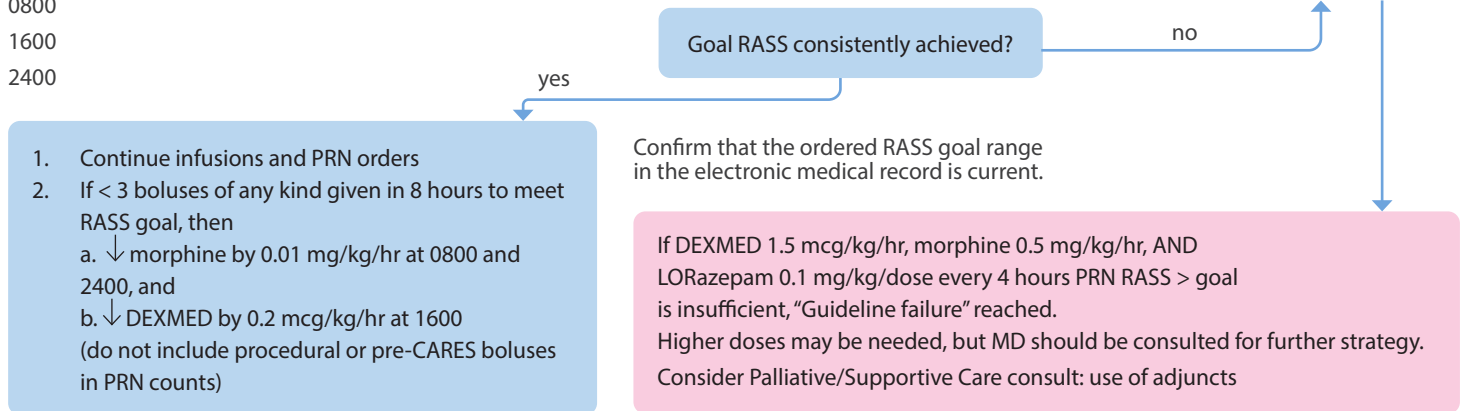 0800
1600
2400
Goal RASS consistently achieved?
no
yes
1. Continue infusions and PRN orders
2. If < 3 boluses of any kind given in 8 hours to meet
RASS goal, then
a. ↓ morphine by 0.01 mg/kg/hr at 0800 and
2400, and
b. ↓ DEXMED by 0.2 mcg/kg/hr at 1600
(do not include procedural or pre-CARES boluses
in PRN counts)
Confirm that the ordered RASS goal range
in the electronic medical record is current.
If DEXMED 1.5 mcg/kg/hr, morphine 0.5 mg/kg/hr, AND
LORazepam 0.1 mg/kg/dose every 4 hours PRN RASS > goal
is insufficient, “Guideline failure” reached.
Higher doses may be needed, but MD should be consulted for further strategy.
Consider Palliative/Supportive Care consult: use of adjuncts